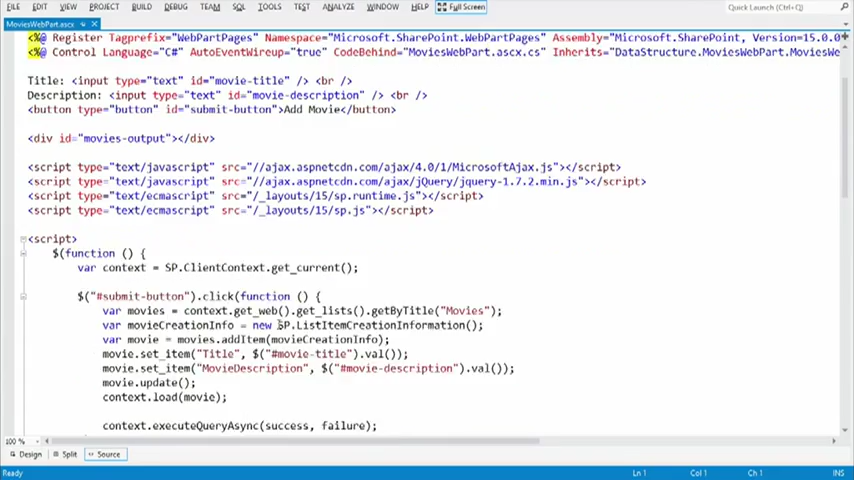 FILE EDIT VIEW PROJECT BUILD DEBUG TEAM SQL TOOLS TEST ANALYZE WINDOW HELP Full Screen Quick Launch (Ctrl+Q)
MoviesWebPart.ascx
<%@ Register Tagprefix="WebPartPages" Namespace="Microsoft.SharePoint.WebPartPages" Assembly="Microsoft.SharePoint, Version=15.0.0
<%@ Control Language="C#" AutoEventWireup="true" CodeBehind="MoviesWebPart.ascx.cs" Inherits="DataStructure.MoviesWebPart.MoviesWe
Title: <input type="text" id="movie-title" /> <br />
Description: <input type="text" id="movie-description" /> <br />
<button type="button" id="submit-button">Add Movie</button>
<div id="movies-output"></div>
<script type="text/javascript" src="//ajax.aspnetcdn.com/ajax/4.0/1/MicrosoftAjax.js"></script>
<script type="text/javascript" src="//ajax.aspnetcdn.com/ajax/jQuery/jquery-1.7.2.min.js"></script>
<script type="text/ecmascript" src="/_layouts/15/sp.runtime.js"></script>
<script type="text/ecmascript" src="/_layouts/15/sp.js"></script>
<script>
$(function () {
var context = SP.ClientContext.get_current();
$("#submit-button").click(function () {
var movies = context.get_web().get_lists().getByTitle("Movies");
var movieCreationInfo = new SP.ListItemCreationInformation();
var movie = movies.addItem(movieCreationInfo);
movie.set_item("Title", $("#movie-title").val());
movie.set_item("MovieDescription", $("#movie-description").val());
movie.update();
context.load(movie);
context.executeQueryAsync(success, failure);
100 %
Design Split Source
Ready Ln 1 Col 1 Ch 1 INS